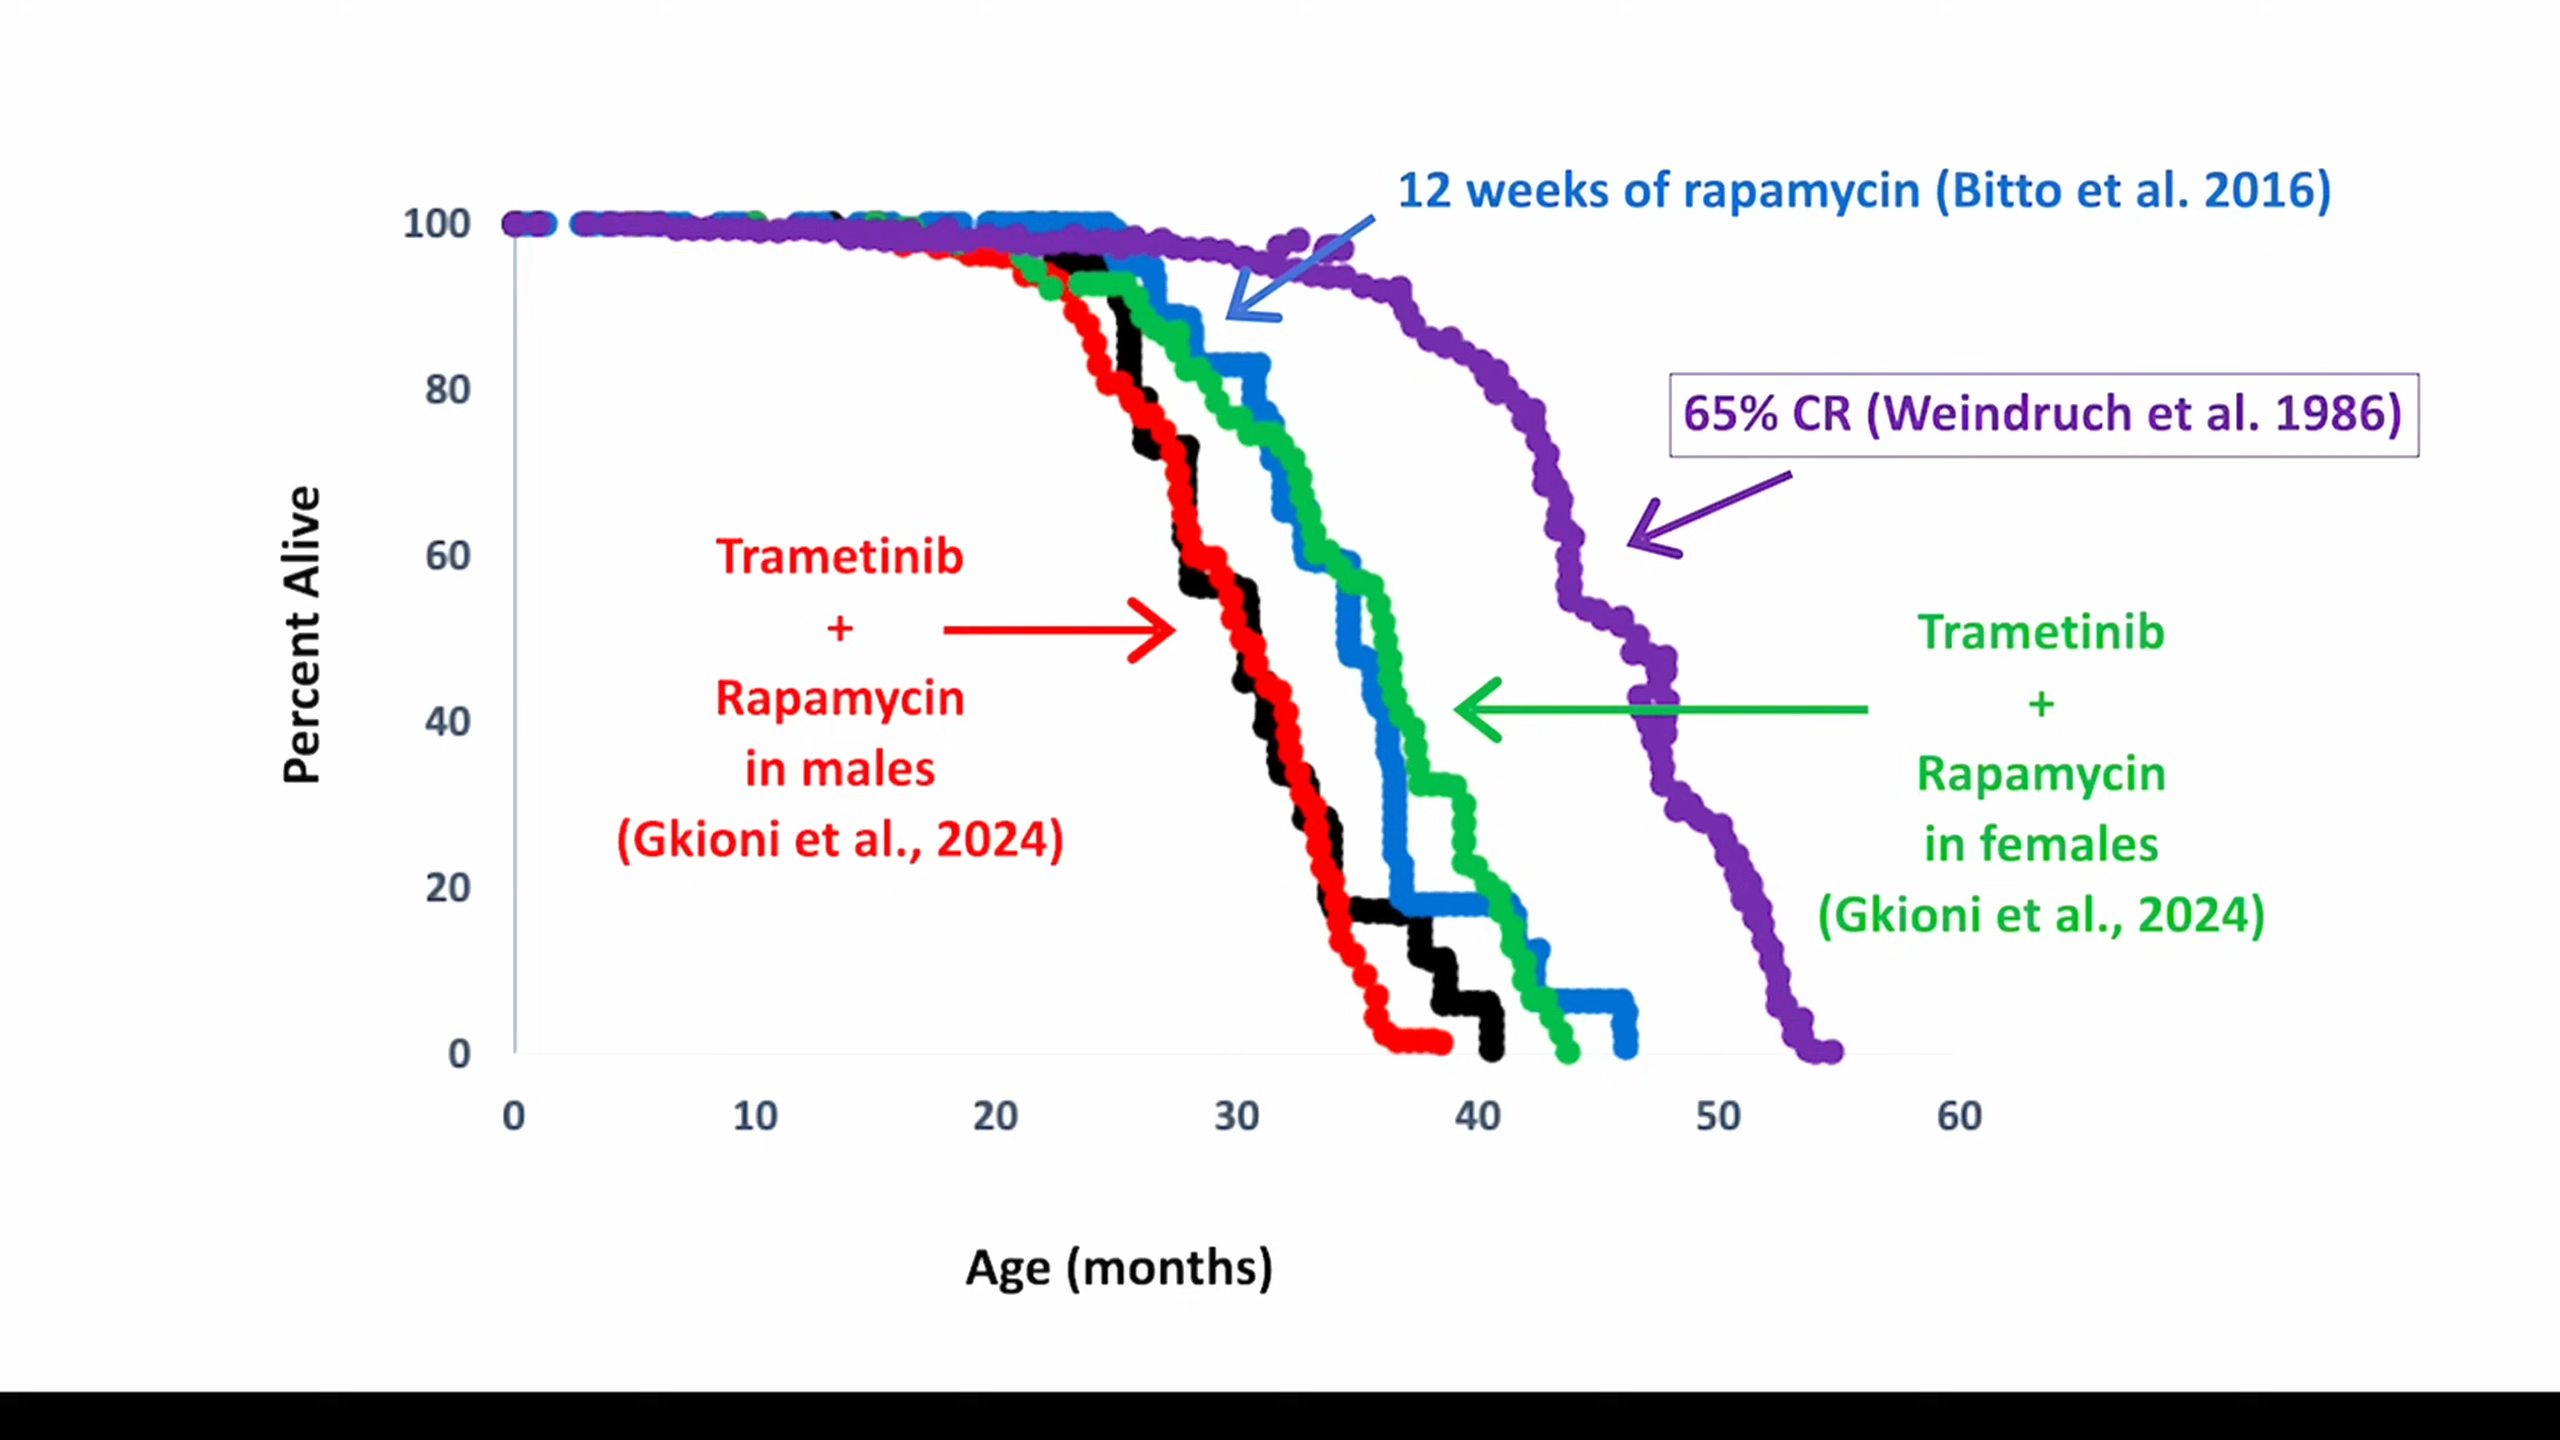 12 weeks of rapamycin (Bitto et al. 2016)
65% CR (Weindruch et al. 1986)
Trametinib
+
Rapamycin
in males
(Gkioni et al., 2024)
Trametinib
+
Rapamycin
in females
(Gkioni et al., 2024)
Percent Alive
100
80
60
40
20
0
0 10 20 30 40 50 60
Age (months)